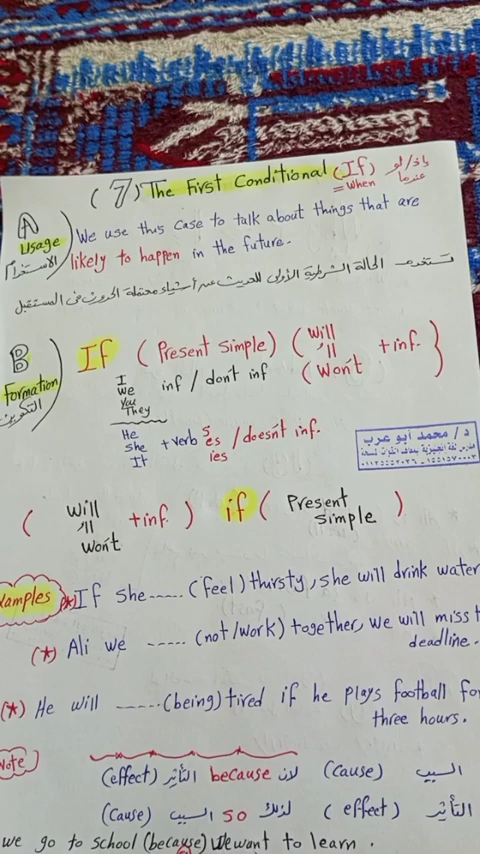 (7) The First Conditional (If) إذا/لو
= when عندما
A Usage الاستخدام
We use this case to talk about things that are
likely to happen in the future.
نستخدم الحالة الشرطية الأولى للحديث عن أشياء محتملة الحدوث فى المستقبل
B Formation التكوين
If (Present Simple) (will 'll won't + inf.)
I We You They inf / don't inf
He She It + verb s es ies / doesn't inf.
د/ محمد أبو عرب
(will 'll won't + inf.) if (Present Simple)
Examples
(*) If she ..... (feel) thirsty, she will drink water
(*) Ali we ..... (not/work) together, we will miss t
deadline.
(*) He will ..... (being) tired if he plays football for
three hours.
Note
(effect) التأثير because لان (cause) السبب
(cause) السبب so لذلك (effect) التأثير
we go to school (because) we want to learn.